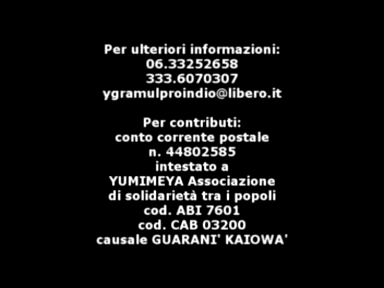 Per ulteriori informazioni:
06.33252658
333.6070307
ygramulproindio@libero.it
Per contributi:
conto corrente postale
n. 44802585
intestato a
YUMIMEYA Associazione
di solidarietà tra i popoli
cod. ABI 7601
cod. CAB 03200
causale GUARANI' KAIOWA'